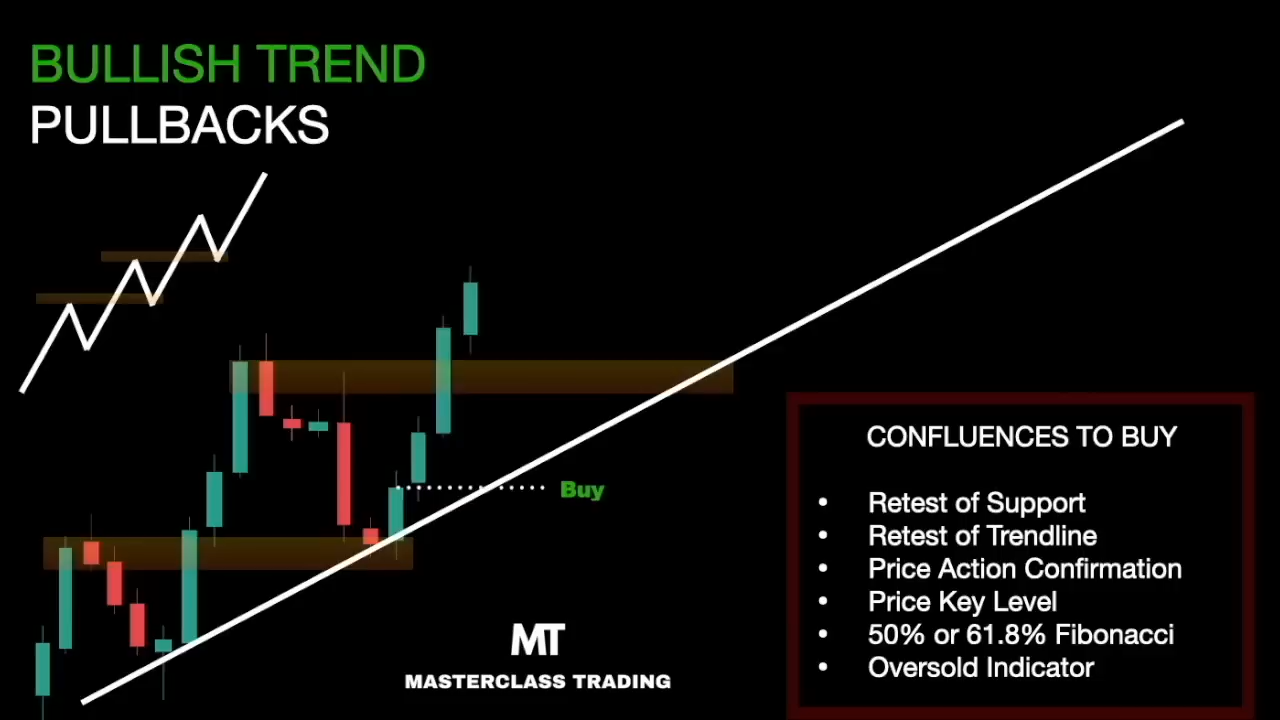 BULLISH TREND
PULLBACKS
Buy
CONFLUENCES TO BUY
• Retest of Support
• Retest of Trendline
• Price Action Confirmation
• Price Key Level
• 50% or 61.8% Fibonacci
• Oversold Indicator
MT
MASTERCLASS TRADING